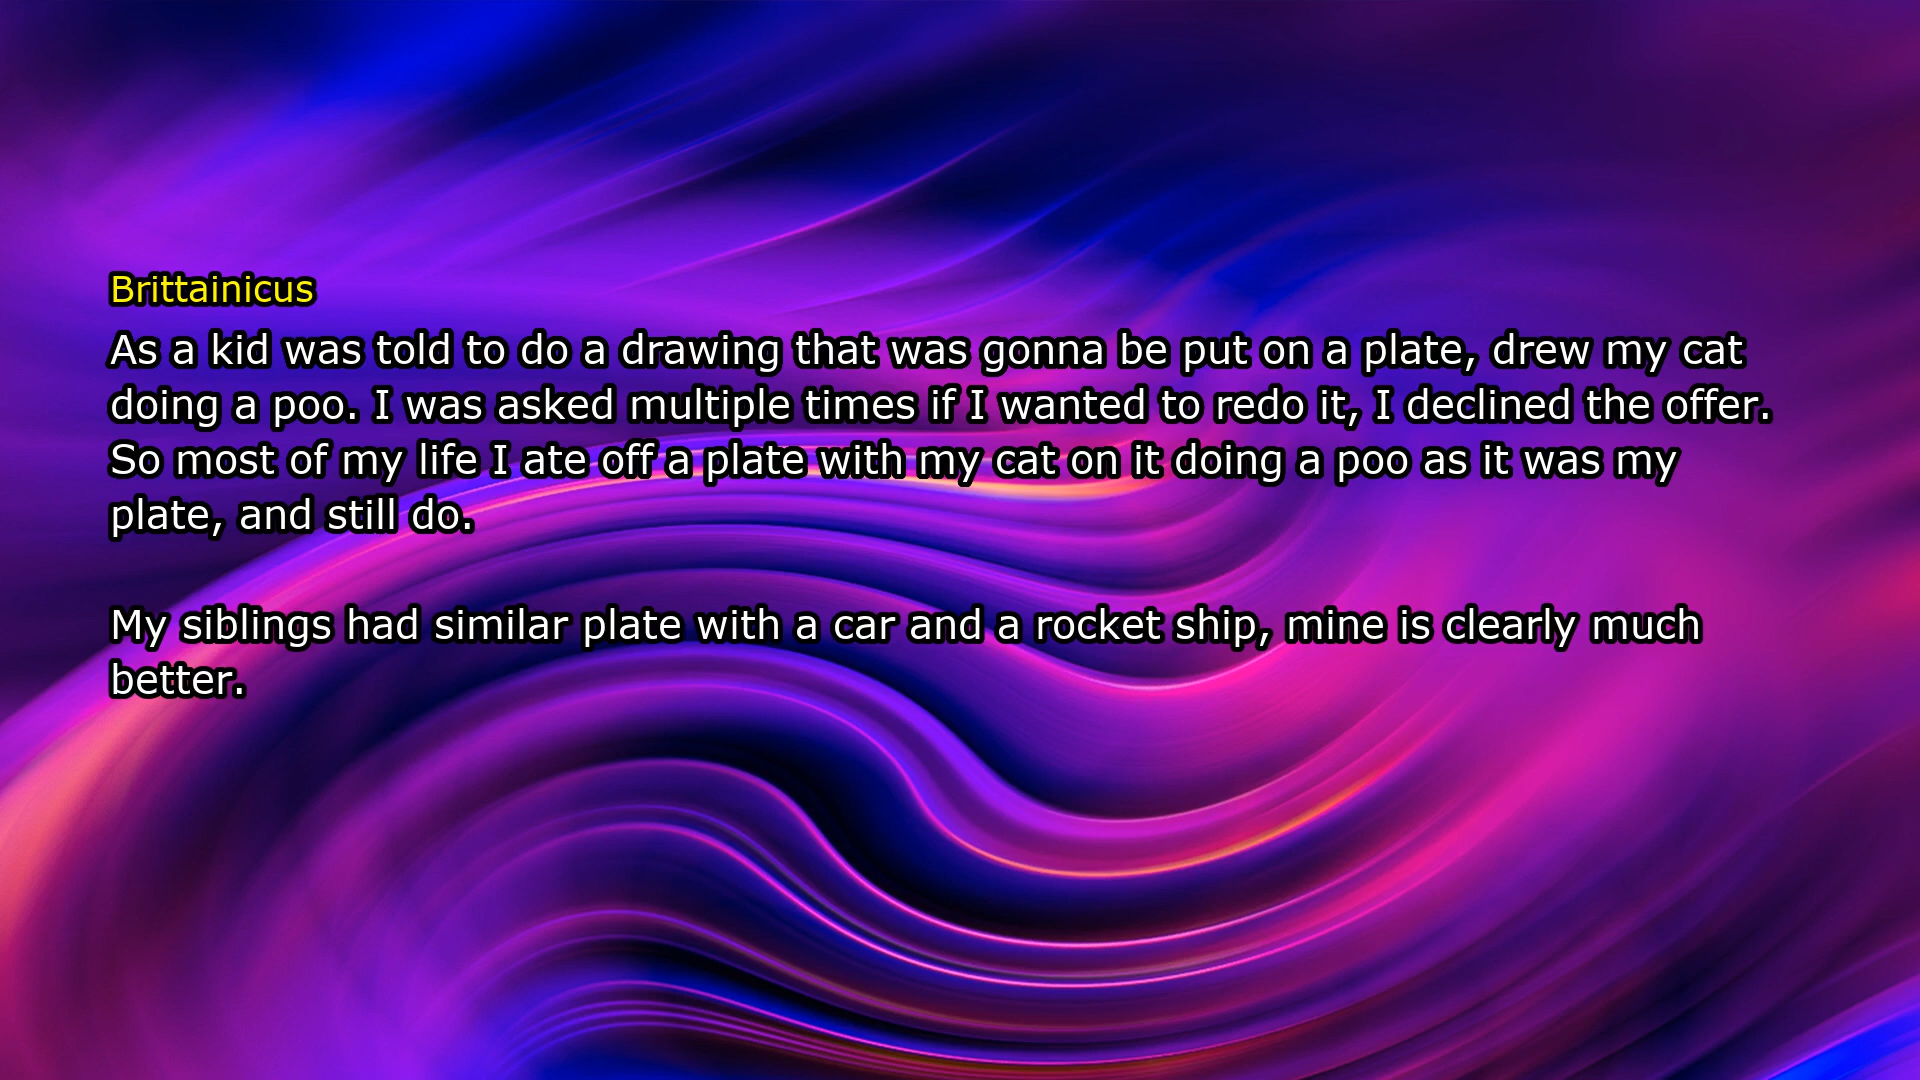 Brittainicus
As a kid was told to do a drawing that was gonna be put on a plate, drew my cat
doing a poo. I was asked multiple times if I wanted to redo it, I declined the offer.
So most of my life I ate off a plate with my cat on it doing a poo as it was my
plate, and still do.
My siblings had similar plate with a car and a rocket ship, mine is clearly much
better.